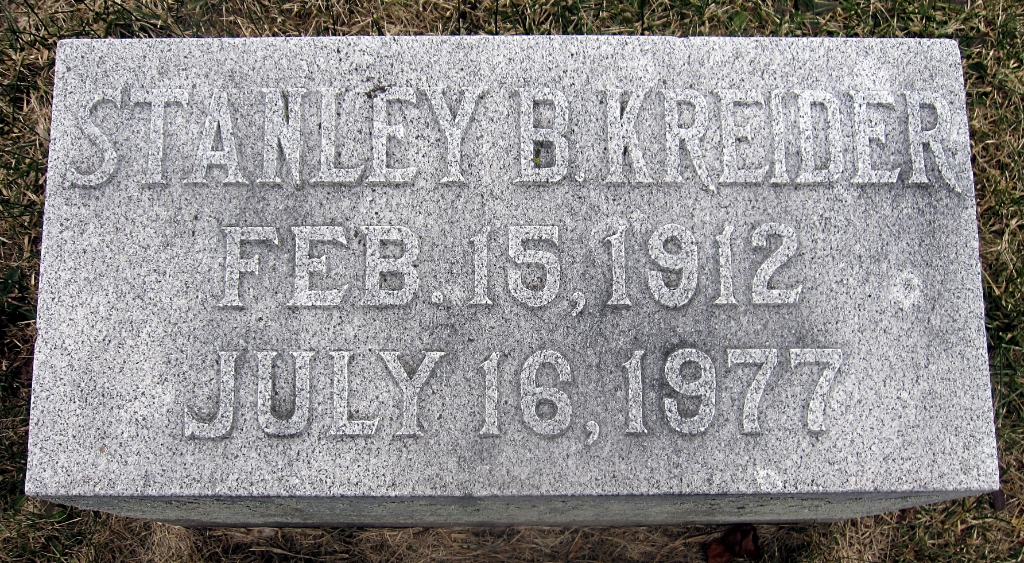 STANLEY B. KREIDER
FEB. 15, 1912
JULY 16, 1977